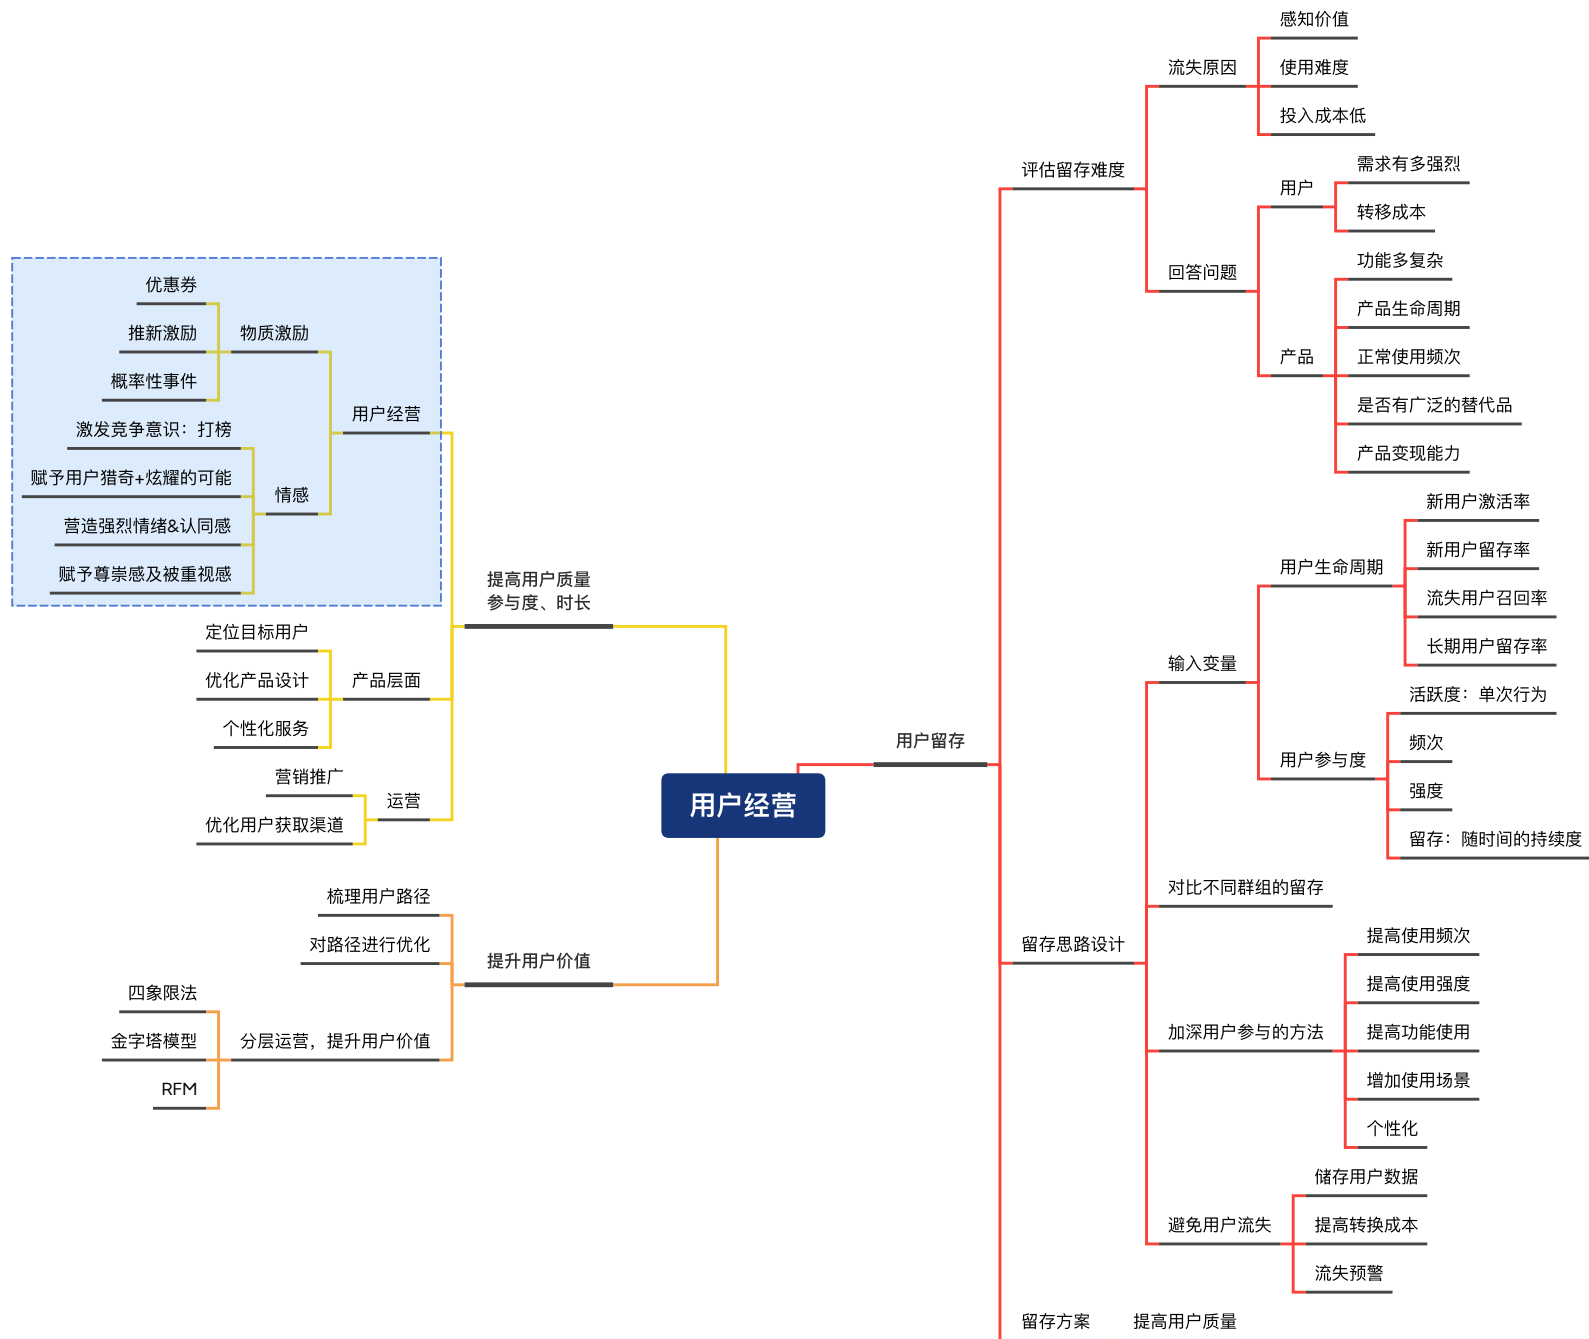 用户经营
用户留存
评估留存难度
流失原因
感知价值
使用难度
投入成本低
回答问题
用户
需求有多强烈
转移成本
产品
功能多复杂
产品生命周期
正常使用频次
是否有广泛的替代品
产品变现能力
留存思路设计
输入变量
用户生命周期
新用户激活率
新用户留存率
流失用户召回率
长期用户留存率
用户参与度
活跃度：单次行为
频次
强度
留存：随时间的持续度
对比不同群组的留存
加深用户参与的方法
提高使用频次
提高使用强度
提高功能使用
增加使用场景
个性化
避免用户流失
储存用户数据
提高转换成本
流失预警
留存方案
提高用户质量
提高用户质量
参与度、时长
用户经营
物质激励
优惠券
推新激励
概率性事件
情感
激发竞争意识：打榜
赋予用户猎奇+炫耀的可能
营造强烈情绪&认同感
赋予尊崇感及被重视感
产品层面
定位目标用户
优化产品设计
个性化服务
运营
营销推广
优化用户获取渠道
提升用户价值
梳理用户路径
对路径进行优化
分层运营，提升用户价值
四象限法
金字塔模型
RFM